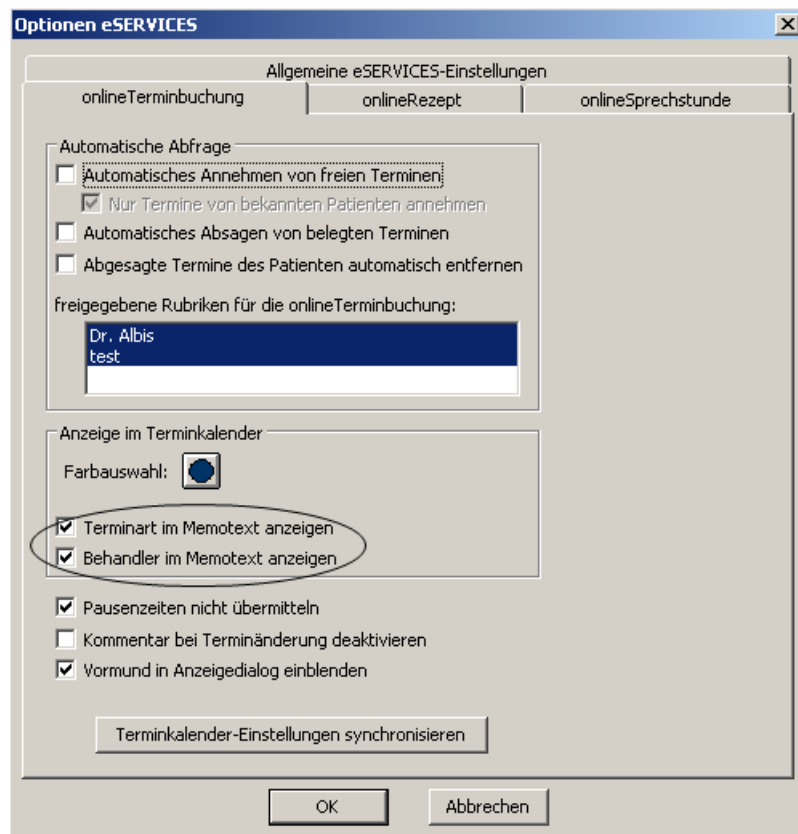 Optionen eSERVICES
Allgemeine eSERVICES-Einstellungen
onlineTerminbuchung
onlineRezept
onlineSprechstunde
Automatische Abfrage
Automatisches Annehmen von freien Terminen
Nur Termine von bekannten Patienten annehmen
Automatisches Absagen von belegten Terminen
Abgesagte Termine des Patienten automatisch entfernen
freigegebene Rubriken für die onlineTerminbuchung:
Dr. Albis
test
Anzeige im Terminkalender
Farbauswahl:
Terminart im Memotext anzeigen
Behandler im Memotext anzeigen
Pausenzeiten nicht übermitteln
Kommentar bei Terminänderung deaktivieren
Vormund in Anzeigedialog einblenden
Terminkalender-Einstellungen synchronisieren
OK
Abbrechen